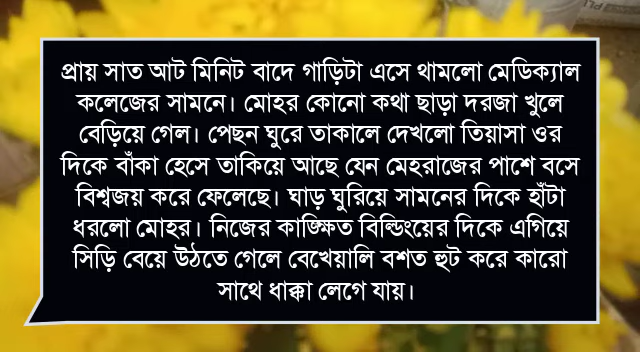 প্রায় সাত আট মিনিট বাদে গাড়িটা এসে থামলো মেডিক্যাল
কলেজের সামনে। মোহর কোনো কথা ছাড়া দরজা খুলে
বেড়িয়ে গেল। পেছন ঘুরে তাকালে দেখলো তিয়াসা ওর
দিকে বাঁকা হেসে তাকিয়ে আছে যেন মেহরাজের পাশে বসে
বিশ্বজয় করে ফেলেছে। ঘাড় ঘুরিয়ে সামনের দিকে হাঁটা
ধরলো মোহর। নিজের কাঙ্ক্ষিত বিল্ডিংয়ের দিকে এগিয়ে
সিড়ি বেয়ে উঠতে গেলে বেখেয়ালি বশত হুট করে কারো
সাথে ধাক্কা লেগে যায়।